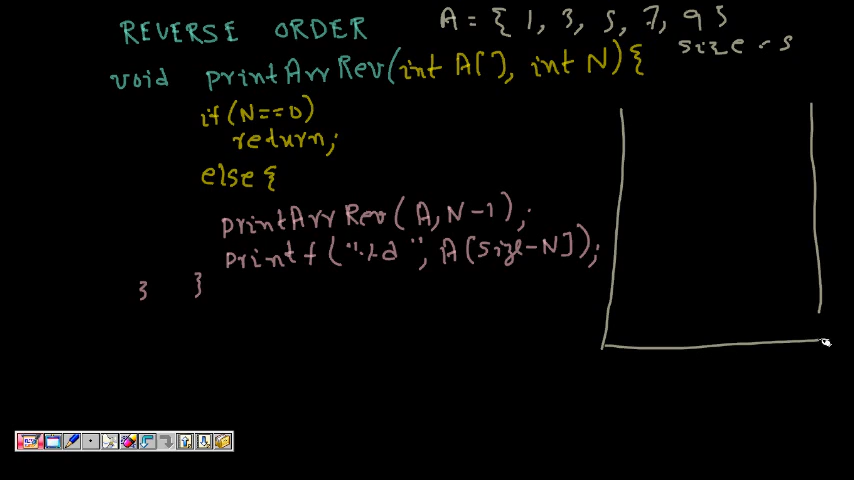 REVERSE ORDER
A = { 1, 3, 5, 7, 9 }
size = 5
void printArrRev(int A[], int N){
if(N==0)
return;
else{
printArrRev(A, N-1);
printf("%d", A[size-N]);
} }